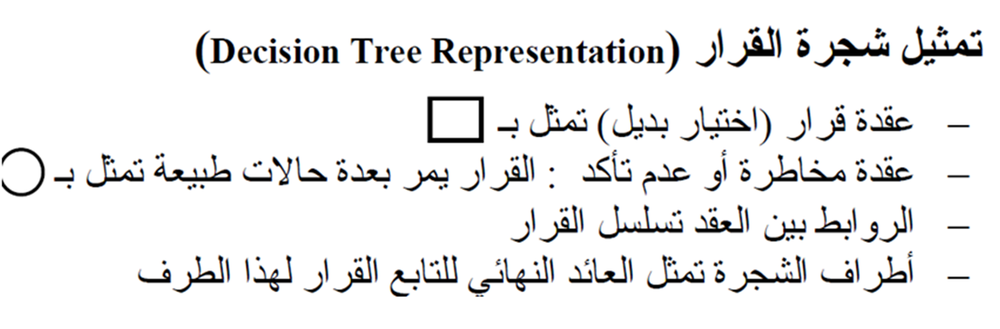 تمثيل شجرة القرار (Decision Tree Representation)
– عقدة قرار (اختيار بديل) تمثل بـ
– عقدة مخاطرة أو عدم تأكد : القرار يمر بعدة حالات طبيعة تمثل بـ
– الروابط بين العقد تسلسل القرار
– أطراف الشجرة تمثل العائد النهائي للتابع القرار لهذا الطرف